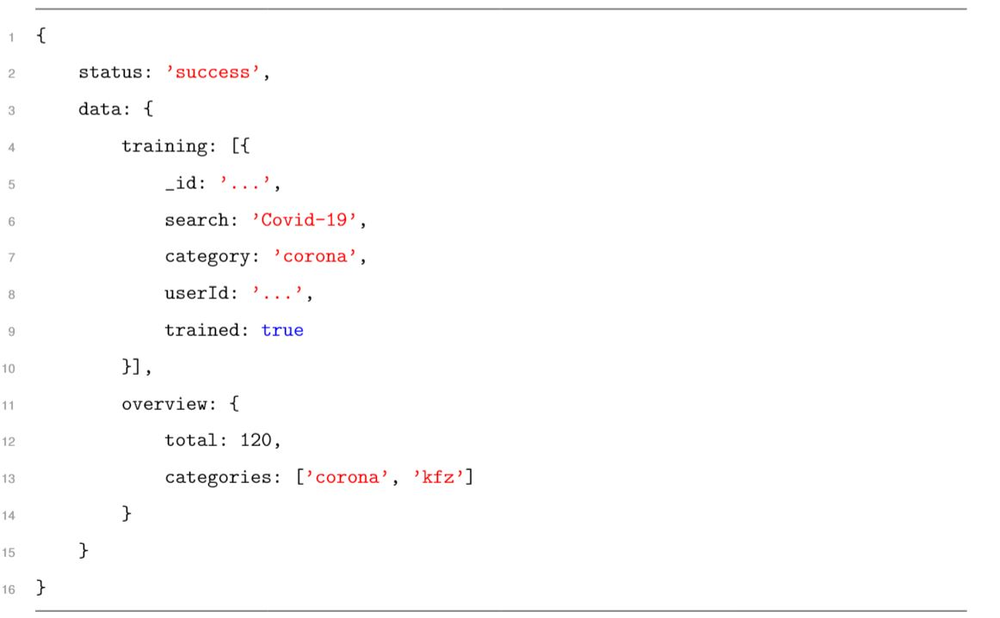 1 {
2     status: 'success',
3     data: {
4         training: [{
5             _id: '...',
6             search: 'Covid-19',
7             category: 'corona',
8             userId: '...',
9             trained: true
10         }],
11         overview: {
12             total: 120,
13             categories: ['corona', 'kfz']
14         }
15     }
16 }